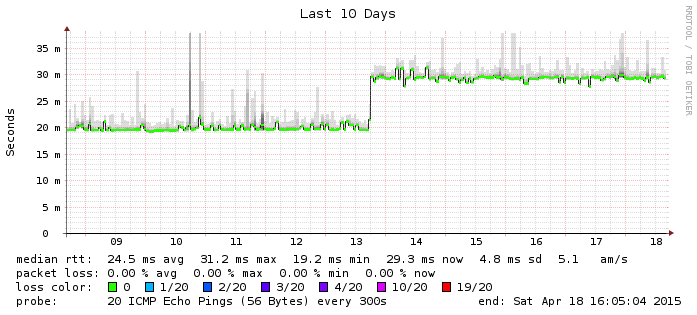 Last 10 Days
RRDTOOL / TOBI OETIKER
Seconds
35 m
30 m
25 m
20 m
15 m
10 m
5 m
0
09 10 11 12 13 14 15 16 17 18
median rtt: 24.5 ms avg 31.2 ms max 19.2 ms min 29.3 ms now 4.8 ms sd 5.1 am/s
packet loss: 0.00 % avg 0.00 % max 0.00 % min 0.00 % now
loss color: 0 1/20 2/20 3/20 4/20 10/20 19/20
probe: 20 ICMP Echo Pings (56 Bytes) every 300s end: Sat Apr 18 16:05:04 2015